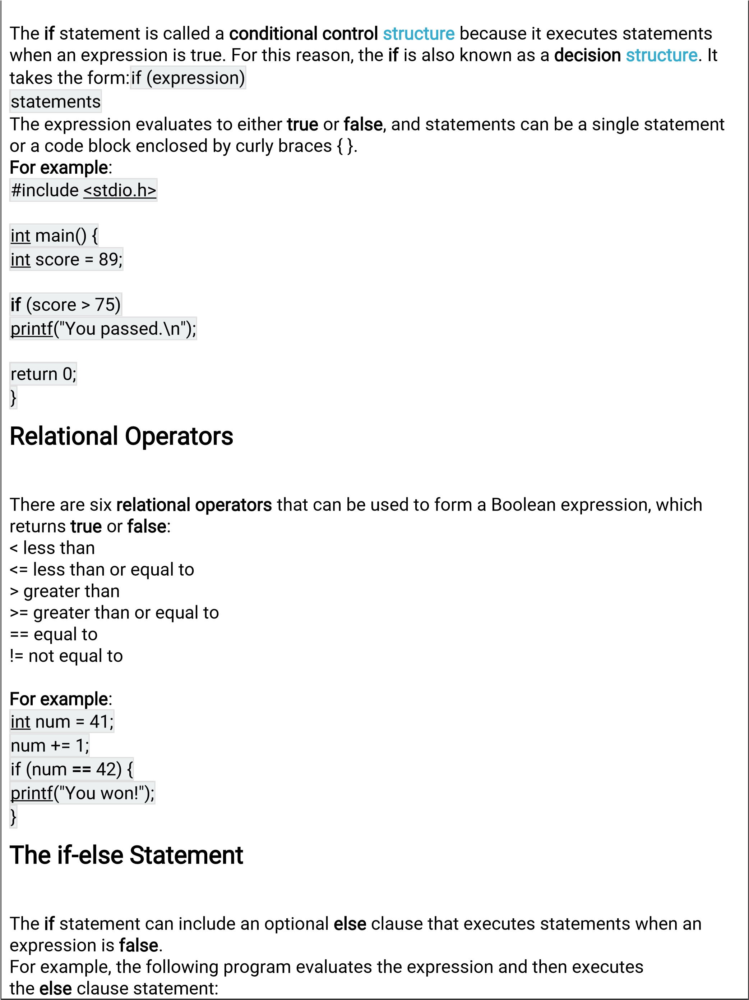 The if statement is called a conditional control structure because it executes statements
when an expression is true. For this reason, the if is also known as a decision structure. It
takes the form:if (expression)
statements
The expression evaluates to either true or false, and statements can be a single statement
or a code block enclosed by curly braces { }.
For example:
#include <stdio.h>
int main() {
int score = 89;
if (score > 75)
printf("You passed.\n");
return 0;
}
Relational Operators
There are six relational operators that can be used to form a Boolean expression, which
returns true or false:
< less than
<= less than or equal to
> greater than
>= greater than or equal to
== equal to
!= not equal to
For example:
int num = 41;
num += 1;
if (num == 42) {
printf("You won!");
}
The if-else Statement
The if statement can include an optional else clause that executes statements when an
expression is false.
For example, the following program evaluates the expression and then executes
the else clause statement: